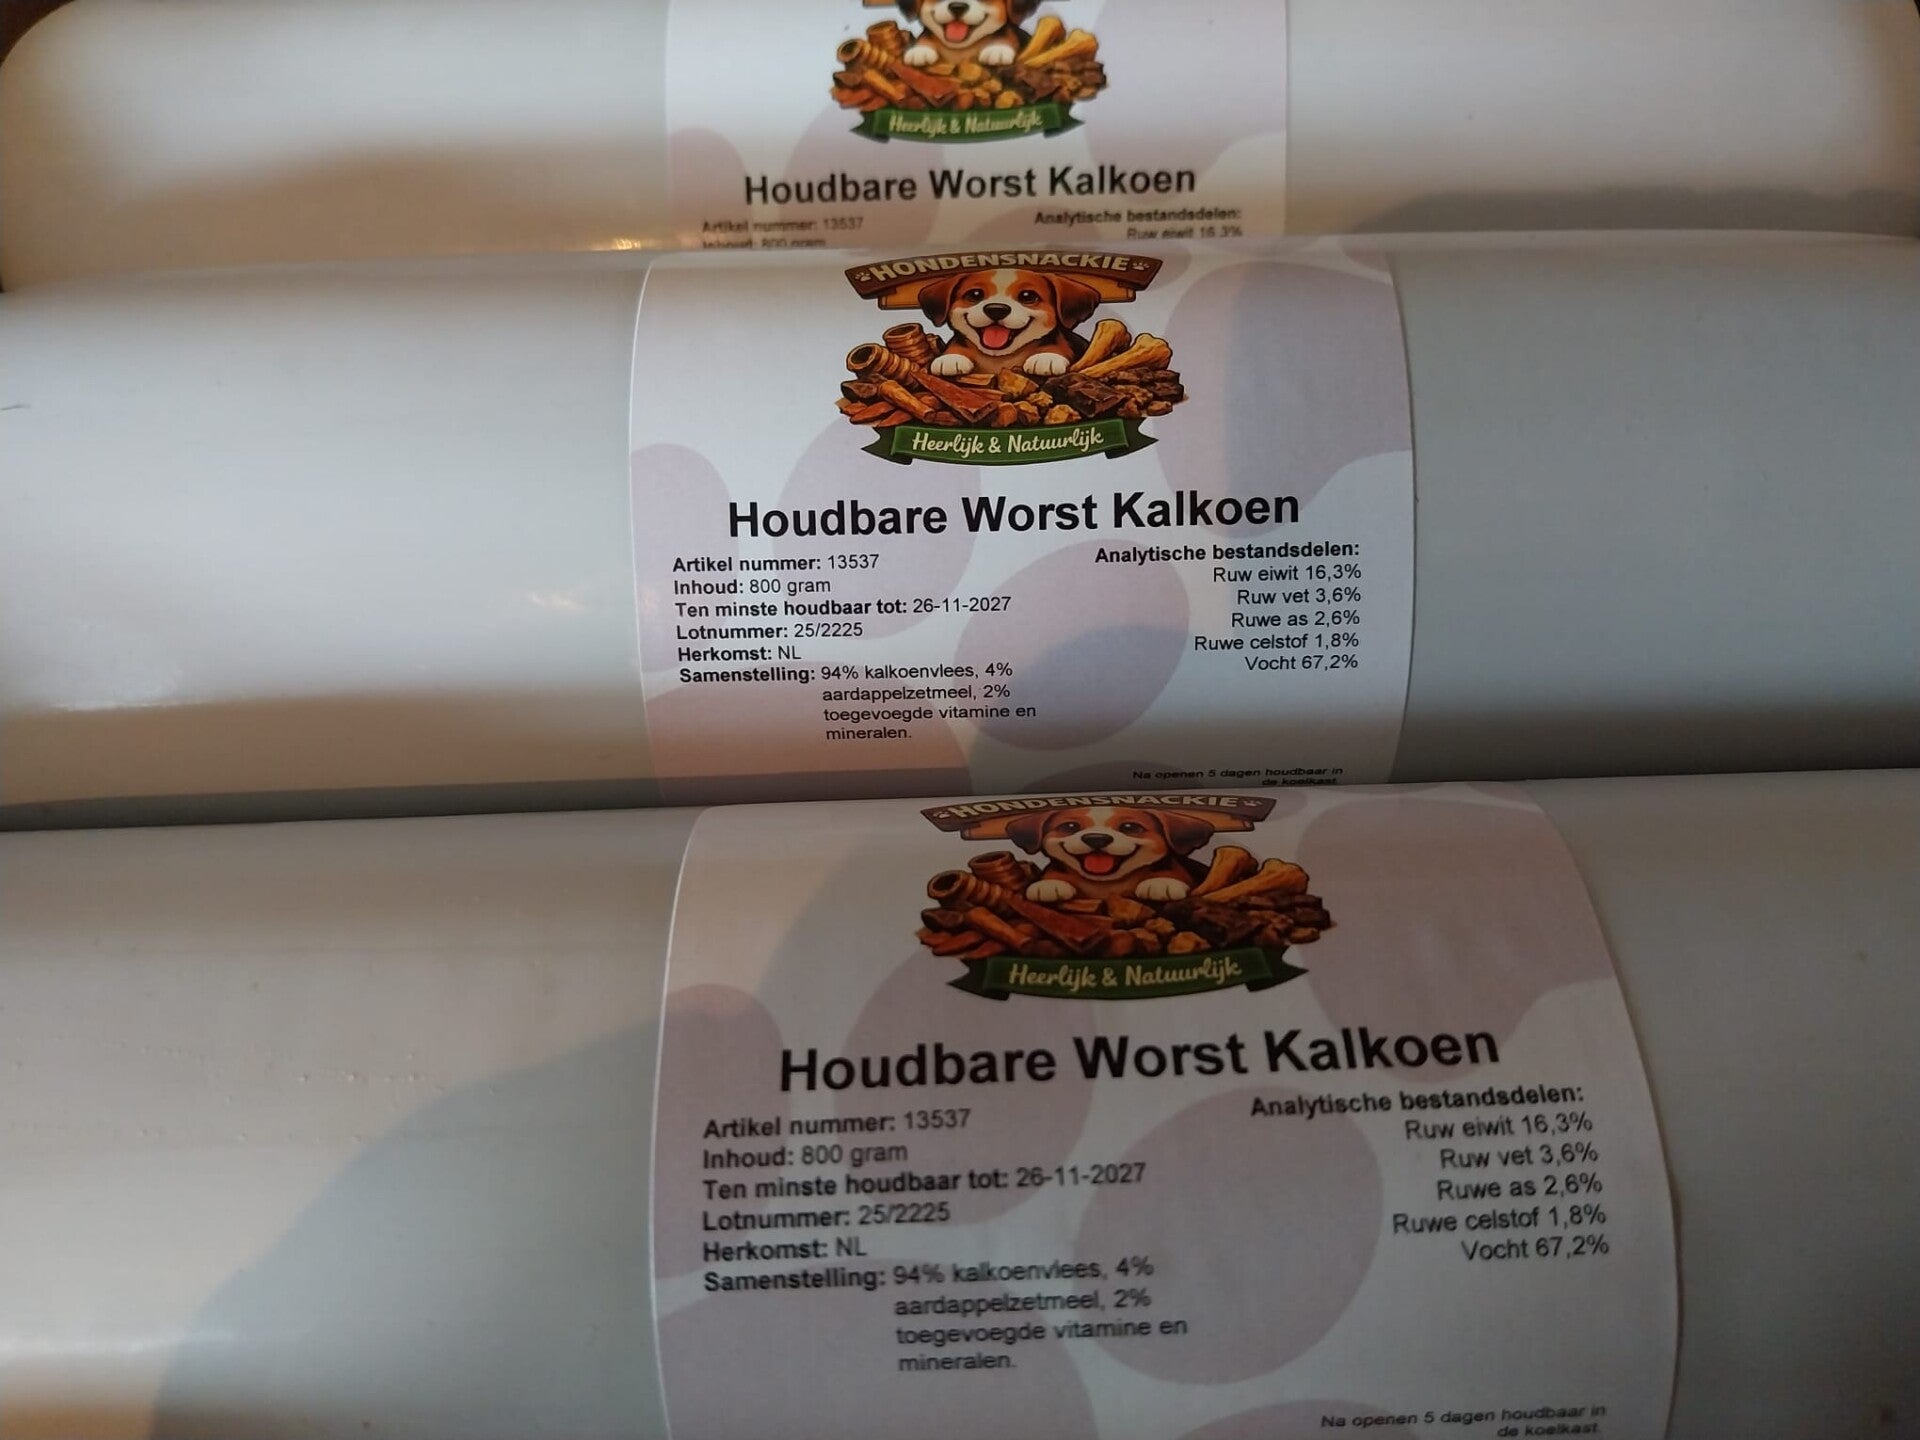 Heerlijk & Natuurlijk
Houdbare Worst Kalkoen
Artikel nummer: 13537
Inhoud: 800 gram
Analytische bestandsdelen:
Ruw eiwit 16,3%
HONDENSNACKIE
Heerlijk & Natuurlijk
Houdbare Worst Kalkoen
Artikel nummer: 13537
Inhoud: 800 gram
Ten minste houdbaar tot: 26-11-2027
Lotnummer: 25/2225
Herkomst: NL
Samenstelling: 94% kalkoenvlees, 4%
aardappelzetmeel, 2%
toegevoegde vitamine en
mineralen.
Analytische bestandsdelen:
Ruw eiwit 16,3%
Ruw vet 3,6%
Ruwe as 2,6%
Ruwe celstof 1,8%
Vocht 67,2%
Na openen 5 dagen houdbaar in
de koelkast.
HONDENSNACKIE
Heerlijk & Natuurlijk
Houdbare Worst Kalkoen
Artikel nummer: 13537
Inhoud: 800 gram
Ten minste houdbaar tot: 26-11-2027
Lotnummer: 25/2225
Herkomst: NL
Samenstelling: 94% kalkoenvlees, 4%
aardappelzetmeel, 2%
toegevoegde vitamine en
mineralen.
Analytische bestandsdelen:
Ruw eiwit 16,3%
Ruw vet 3,6%
Ruwe as 2,6%
Ruwe celstof 1,8%
Vocht 67,2%
Na openen 5 dagen houdbaar in
de koelkast.